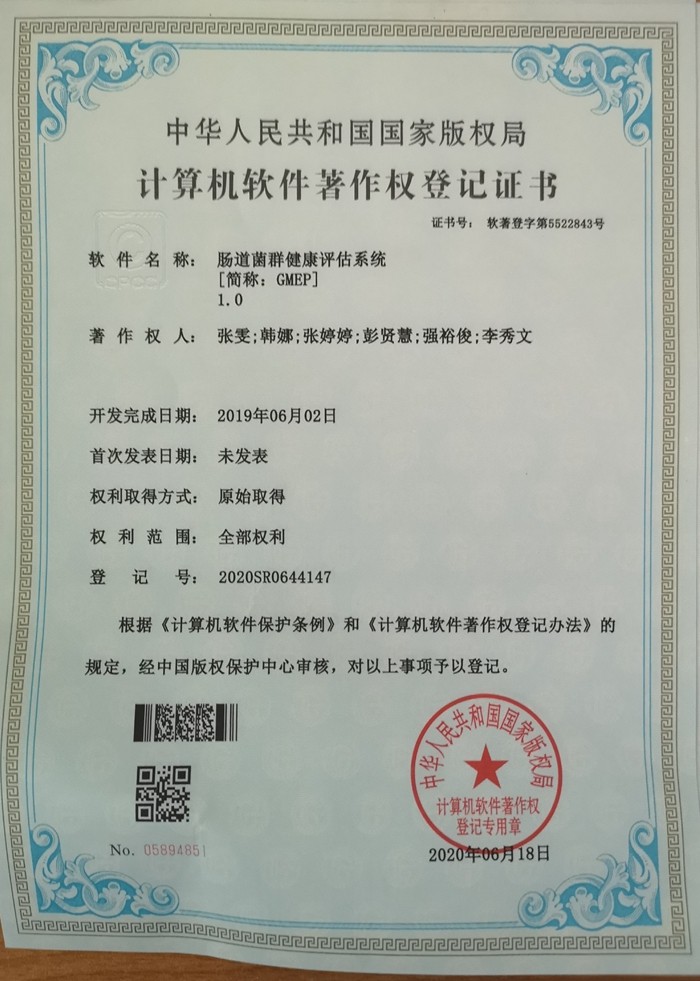 中华人民共和国国家版权局
计算机软件著作权登记证书
证书号： 软著登字第5522843号
软件名称： 肠道菌群健康评估系统
[简称：GMEP]
1.0
著作权人： 张雯;韩娜;张婷婷;彭贤慧;强裕俊;李秀文
开发完成日期： 2019年06月02日
首次发表日期： 未发表
权利取得方式： 原始取得
权利范围： 全部权利
登记号： 2020SR0644147
根据《计算机软件保护条例》和《计算机软件著作权登记办法》的
规定，经中国版权保护中心审核，对以上事项予以登记。
中华人民共和国国家版权局
计算机软件著作权
登记专用章
No. 05894851
2020年06月18日
CPCC